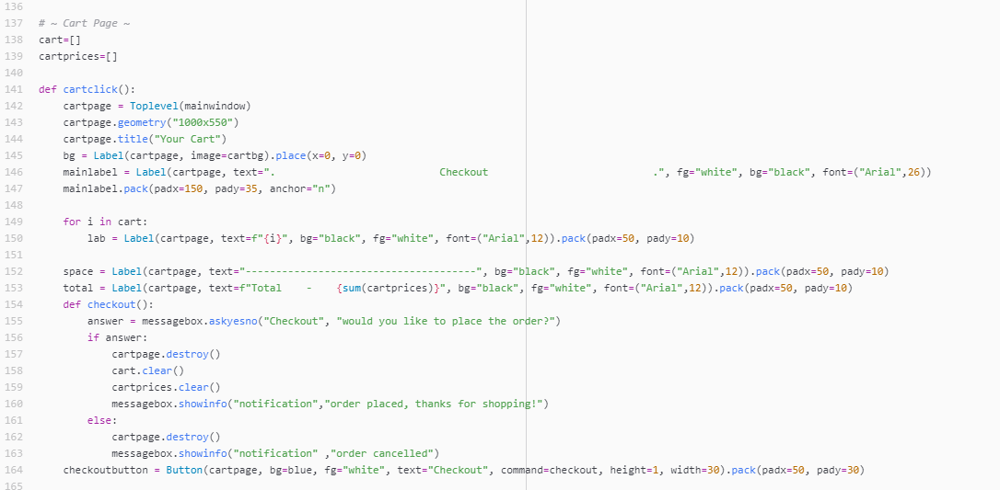 136
137 # ~ Cart Page ~
138 cart=[]
139 cartprices=[]
140
141 def cartclick():
142     cartpage = Toplevel(mainwindow)
143     cartpage.geometry("1000x550")
144     cartpage.title("Your Cart")
145     bg = Label(cartpage, image=cartbg).place(x=0, y=0)
146     mainlabel = Label(cartpage, text=".                           Checkout                           .", fg="white", bg="black", font=("Arial",26))
147     mainlabel.pack(padx=150, pady=35, anchor="n")
148
149     for i in cart:
150         lab = Label(cartpage, text=f"{i}", bg="black", fg="white", font=("Arial",12)).pack(padx=50, pady=10)
151
152     space = Label(cartpage, text="--------------------------------------", bg="black", fg="white", font=("Arial",12)).pack(padx=50, pady=10)
153     total = Label(cartpage, text=f"Total    -    {sum(cartprices)}", bg="black", fg="white", font=("Arial",12)).pack(padx=50, pady=10)
154     def checkout():
155         answer = messagebox.askyesno("Checkout", "would you like to place the order?")
156         if answer:
157             cartpage.destroy()
158             cart.clear()
159             cartprices.clear()
160             messagebox.showinfo("notification","order placed, thanks for shopping!")
161         else:
162             cartpage.destroy()
163             messagebox.showinfo("notification" ,"order cancelled")
164     checkoutbutton = Button(cartpage, bg=blue, fg="white", text="Checkout", command=checkout, height=1, width=30).pack(padx=50, pady=30)
165